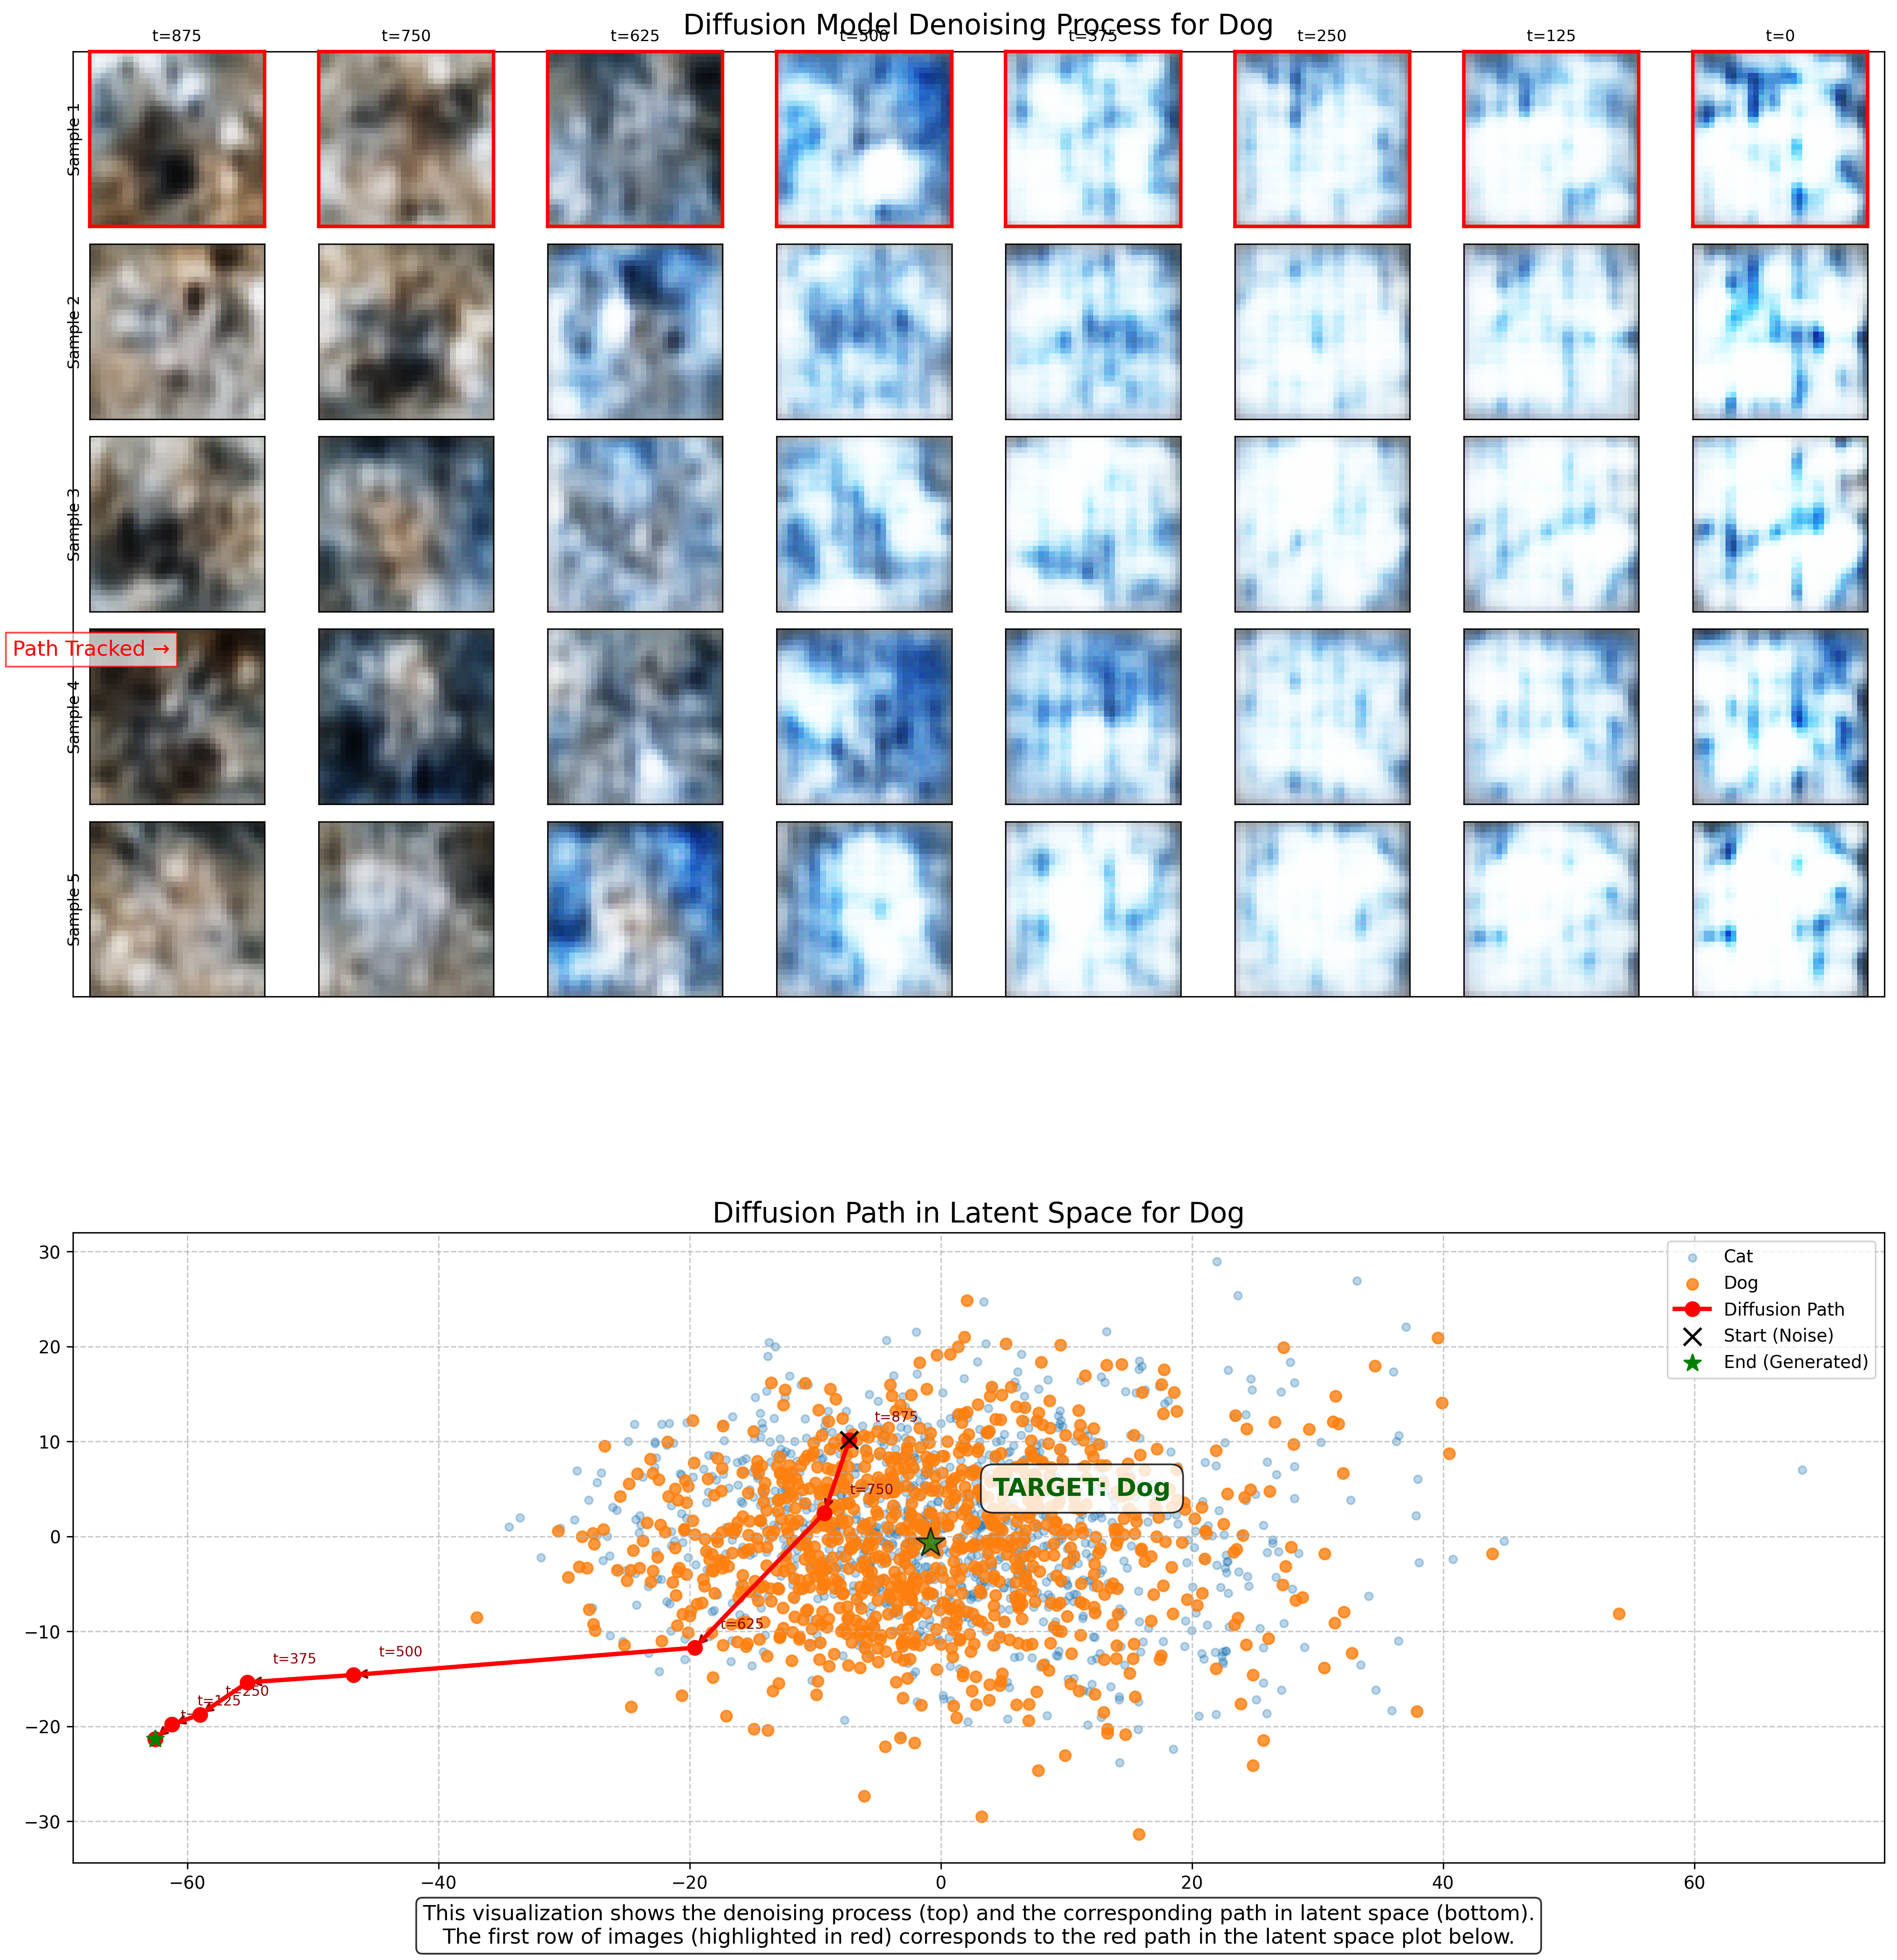 Diffusion Model Denoising Process for Dog
t=875
t=750
t=625
t=500
t=375
t=250
t=125
t=0
Sample 1
Sample 2
Sample 3
Path Tracked →
Sample 4
Sample 5
Diffusion Path in Latent Space for Dog
30
20
10
0
−10
−20
−30
−60
−40
−20
0
20
40
60
Cat
Dog
Diffusion Path
Start (Noise)
End (Generated)
t=875
t=750
TARGET: Dog
t=625
t=500
t=375
t=250
t=125
This visualization shows the denoising process (top) and the corresponding path in latent space (bottom).
The first row of images (highlighted in red) corresponds to the red path in the latent space plot below.